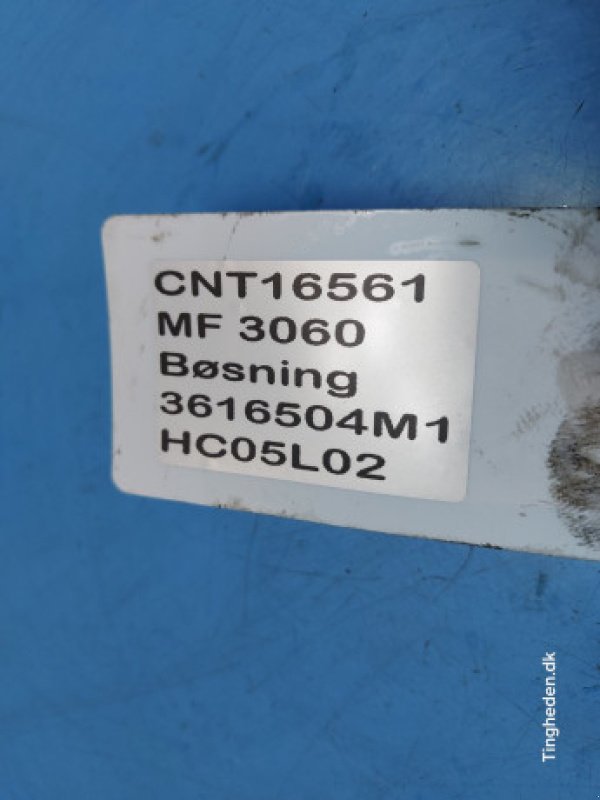 CNT16561
MF 3060
Bøsning
3616504M1
HC05L02
Tingheden.dk